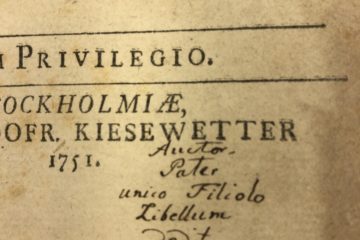 PRIVILEGIO.
OCKHOLMIÆ,
OFR. KIESEWETTER
1751.
Auctor.
Pater
unico Filiolo
Libellum